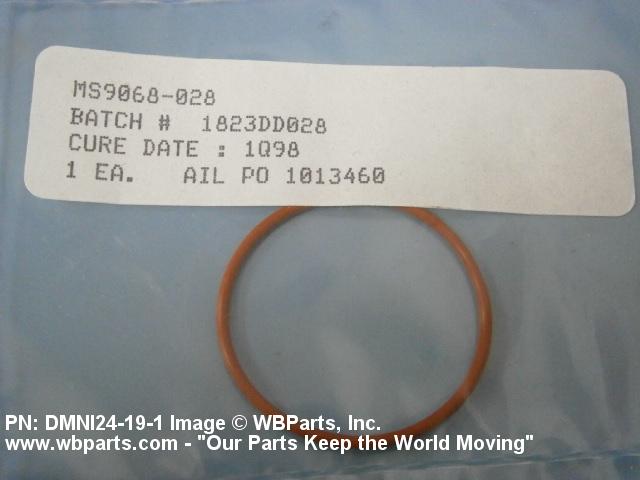 MS9068-028
BATCH # 1823DD028
CURE DATE : 1Q98
1 EA. AIL PO 1013460
PN: DMNI24-19-1 Image © WBParts, Inc.
www.wbparts.com - "Our Parts Keep the World Moving"